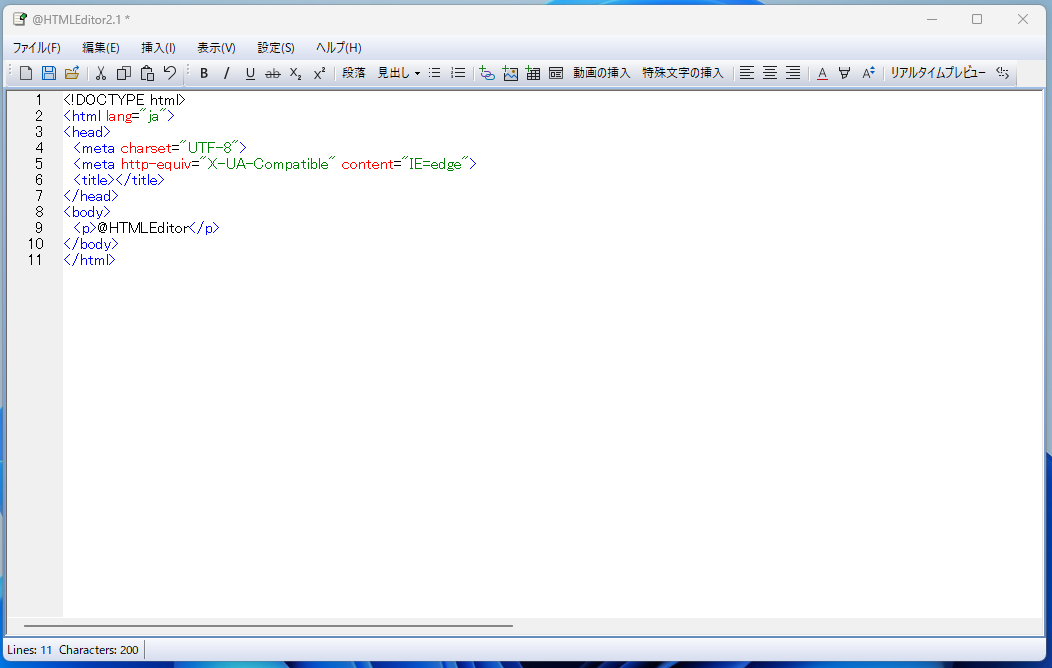 @HTMLEditor2.1 *
ファイル(F) 編集(E) 挿入(I) 表示(V) 設定(S) ヘルプ(H)
B I U ab X₂ x² 段落 見出し 動画の挿入 特殊文字の挿入 A A リアルタイムプレビュー
1 <!DOCTYPE html>
2 <html lang="ja">
3 <head>
4 <meta charset="UTF-8">
5 <meta http-equiv="X-UA-Compatible" content="IE=edge">
6 <title></title>
7 </head>
8 <body>
9 <p>@HTMLEditor</p>
10 </body>
11 </html>
Lines: 11 Characters: 200